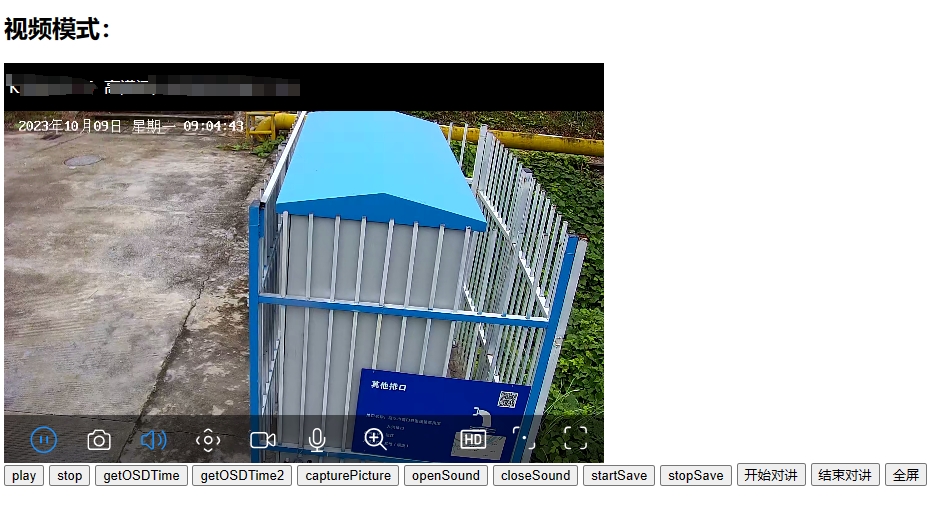 视频模式：
2023年10月09日 星期一 09:04:43
其他排口
HD
play stop getOSDTime getOSDTime2 capturePicture openSound closeSound startSave stopSave 开始对讲 结束对讲 全屏